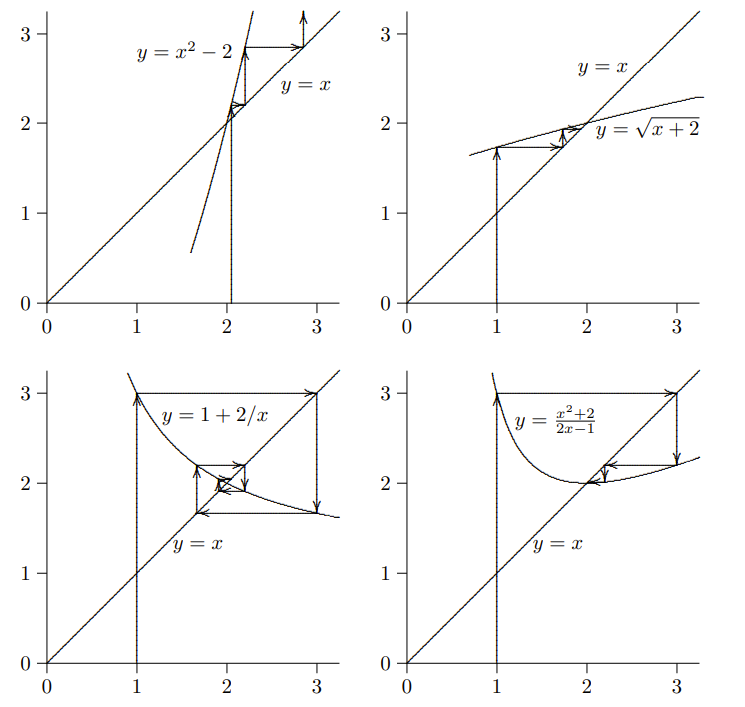 3
y = x² − 2
y = x
2
1
0
0 1 2 3
3
y = x
2
y = √(x + 2)
1
0
0 1 2 3
3
y = 1 + 2/x
2
y = x
1
0
0 1 2 3
3
y = (x²+2)/(2x−1)
2
y = x
1
0
0 1 2 3